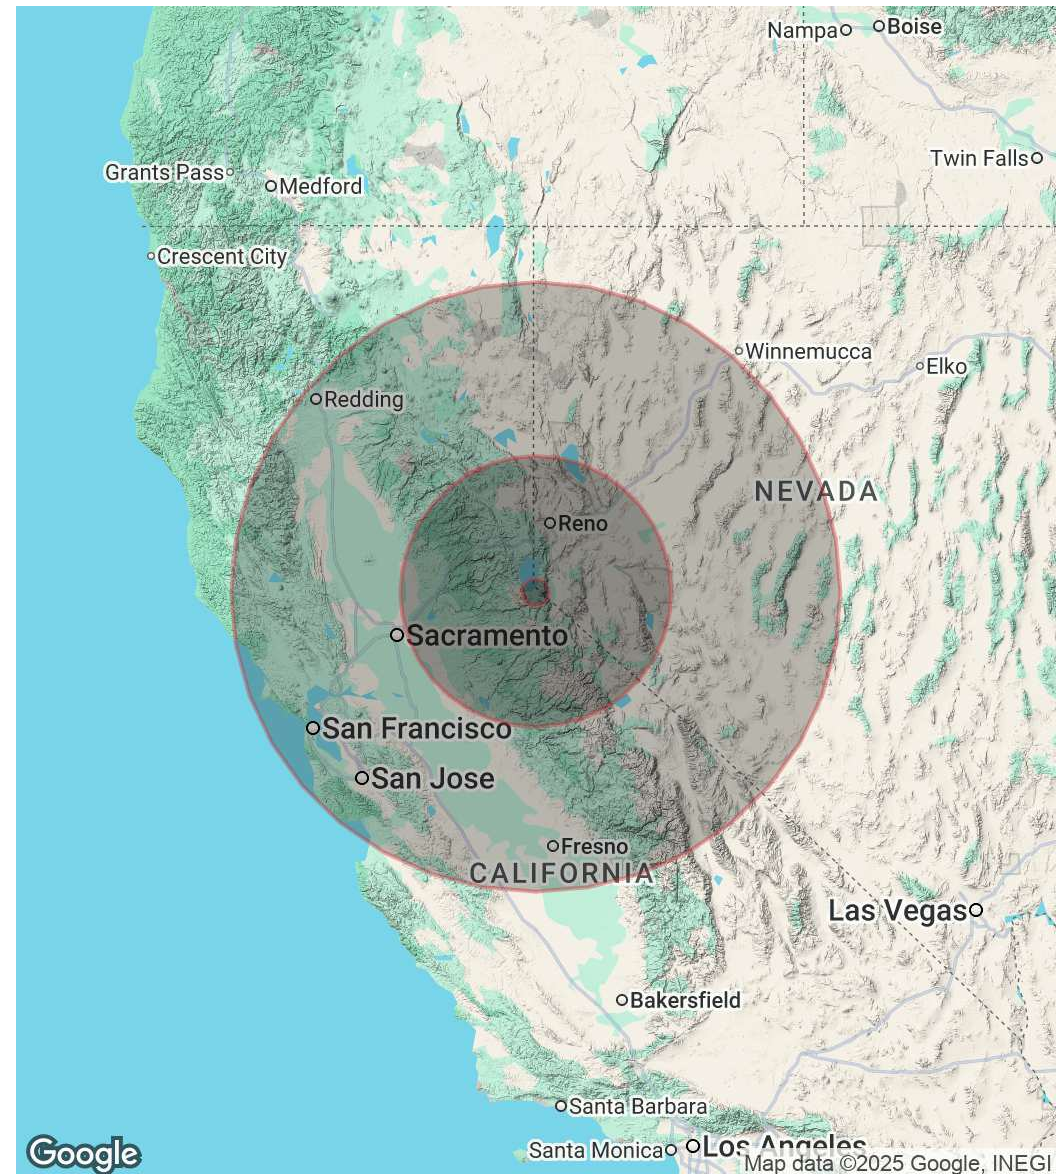 Nampa
Boise
Twin Falls
Grants Pass
Medford
Crescent City
Winnemucca
Elko
Redding
NEVADA
Reno
Sacramento
San Francisco
San Jose
Fresno
CALIFORNIA
Las Vegas
Bakersfield
Santa Barbara
Santa Monica
Los Angeles
Google
Map data ©2025 Google, INEGI